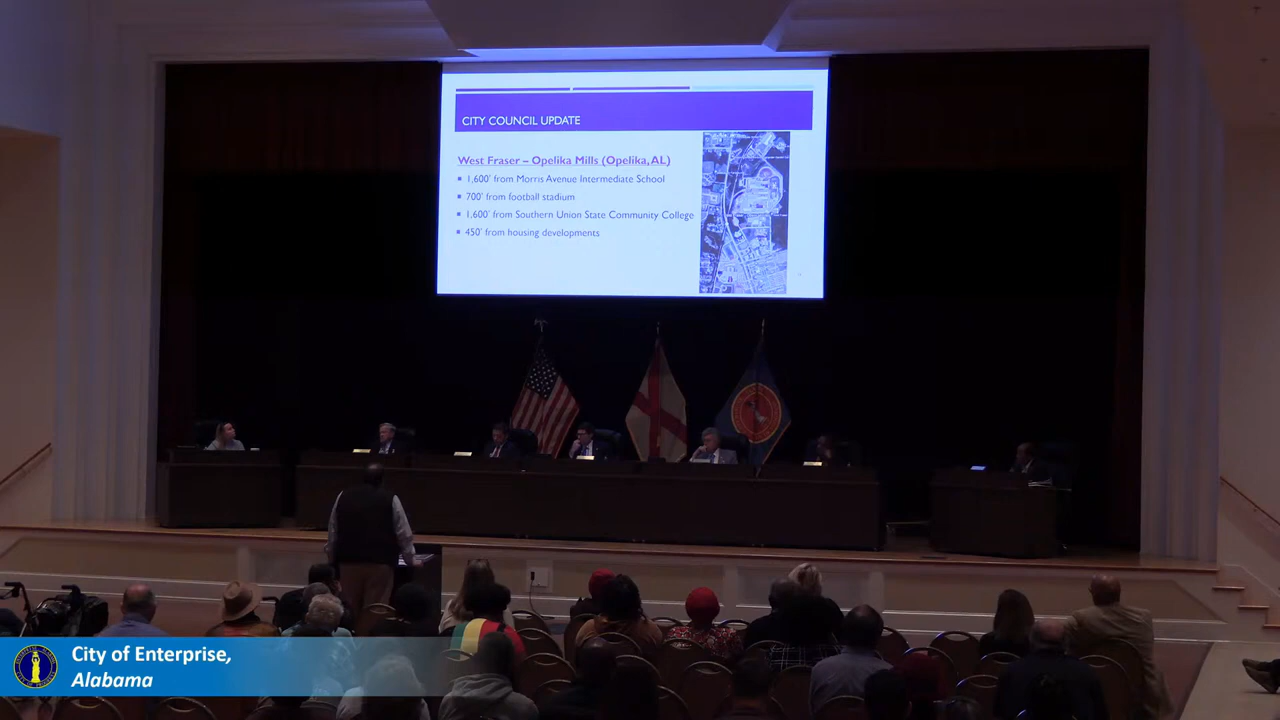 CITY COUNCIL UPDATE
West Fraser – Opelika Mills (Opelika, AL)
1,600' from Morris Avenue Intermediate School
700' from football stadium
1,600' from Southern Union State Community College
450' from housing developments
City of Enterprise,
Alabama